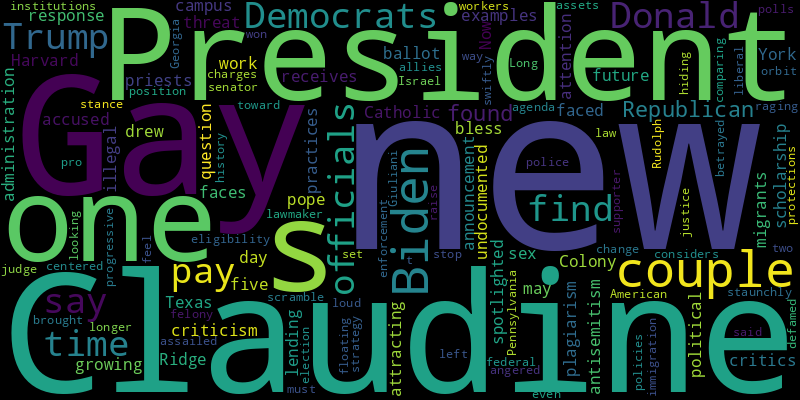 institutions
campus
Democrats
workers
examples
Donald
assets
polls
response
threat
Georgia
won
President
Trump
Harvard
work
charges
senator
priests
position
receives
allies
Israel
ballot
way
Now
swiftly
Long
attention
future
hiding
comparing
liberal
York
orbit
administration
stance
Gay
accused
drew
illegal
question
toward
history
practices
officials
Catholic
found
bless
agenda
faced
Republican
law
Rudolph
betrayed
raging
new
pro
progressive
faces
pope
lawmaker
Giuliani
enforcement
Biden
raise
announcement
undocumented
police
find
supporter
justice
migrants
scholarship
protections
one
looking
feel
eligibility
s
day
five
set
t
stop
sex
change
considers
two
judge
centered
pay
couple
say
Texas
felony
scramble
loud
may
Colony
American
staunchly
brought
longer
criticism
lending
election
floating
strategy
attracting
spotlighted
Pennsylvania
plagiarism
antisemitism
political
said
defamed
time
growing
assailed
Ridge
must
left
federal
angered
even
policies
immigration
critics
Claudine